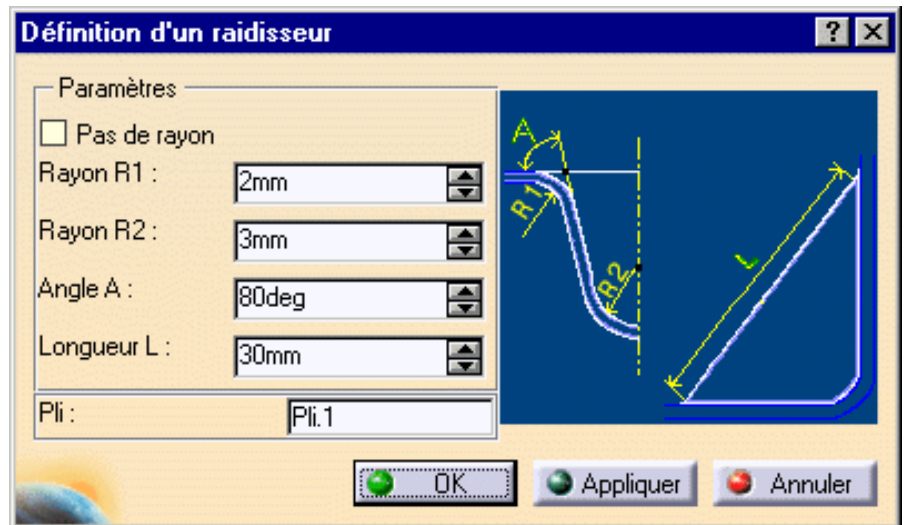 Définition d'un raidisseur
Paramètres
Pas de rayon
Rayon R1 :
2mm
Rayon R2 :
3mm
Angle A :
80deg
Longueur L :
30mm
Pli :
Pli.1
A
R1
R2
L
OK
Appliquer
Annuler